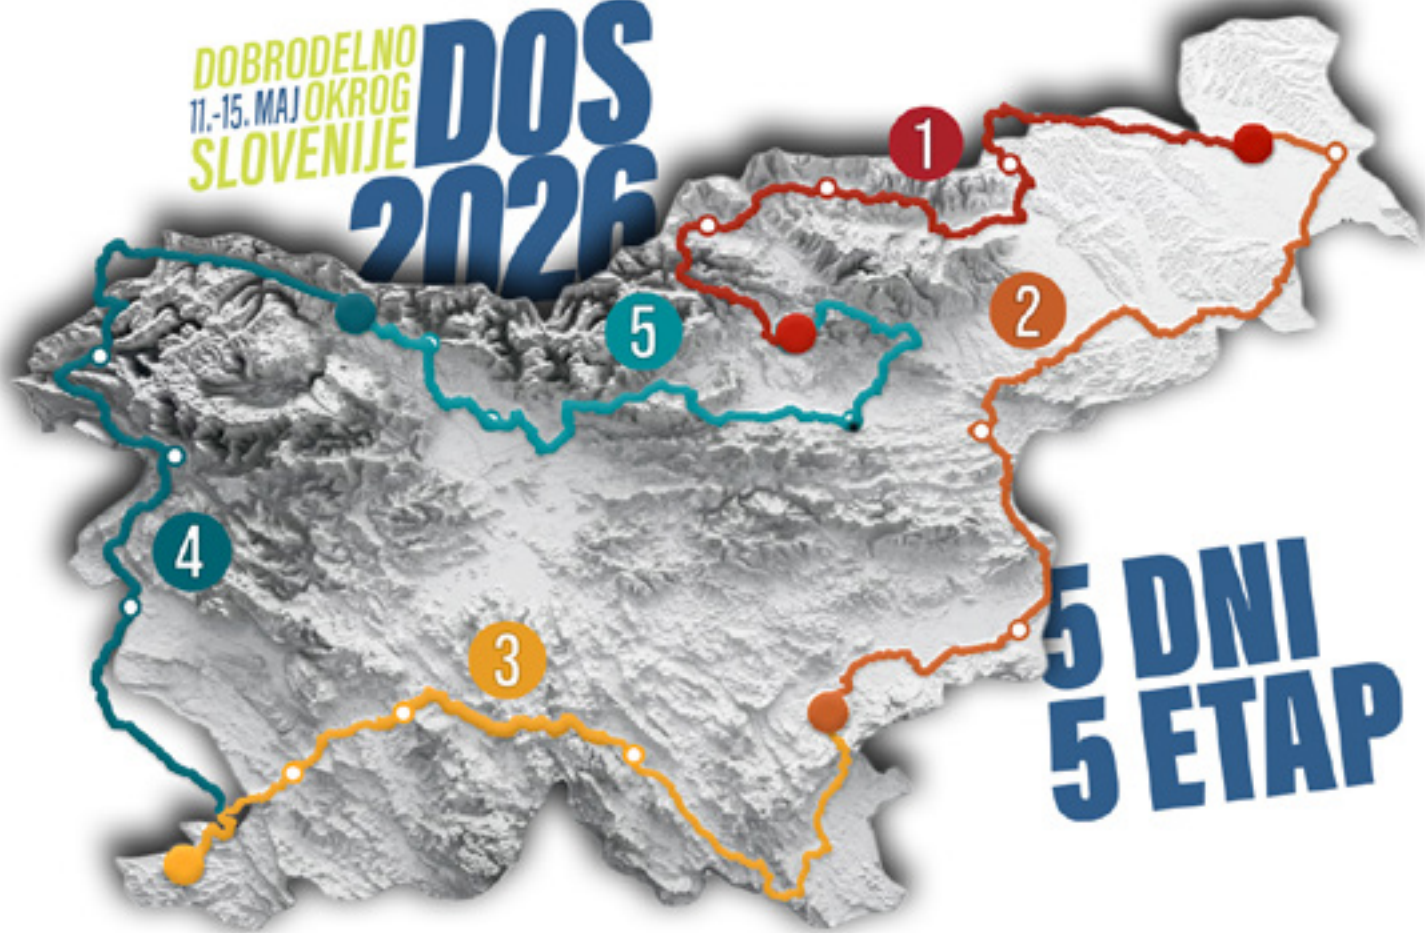 DOBRODELNO
11.-15. MAJ OKROG
SLOVENIJE
DOS
2026
1
2
5
4
3
5 DNI
5 ETAP